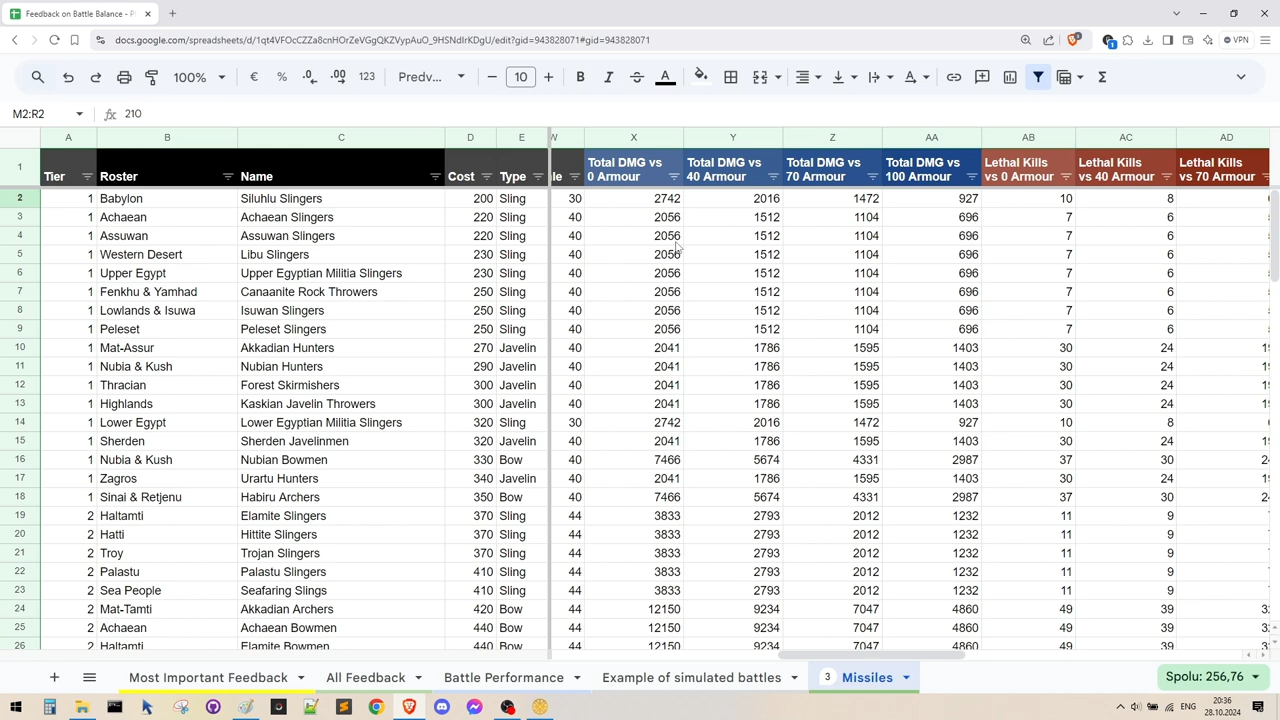 Feedback on Battle Balance - P
docs.google.com/spreadsheets/d/1qt4VFOcCZZa8cnHOrZeVGgQKZVypAuO_9HSNdIrKDgU/edit?gid=943828071#gid=943828071
VPN
100% € % .0 .00 123 Predv... 10 B I A
M2:R2 fx 210
A B C D E W X Y Z AA AB AC AD
1 Tier Roster Name Cost Type le Total DMG vs 0 Armour Total DMG vs 40 Armour Total DMG vs 70 Armour Total DMG vs 100 Armour Lethal Kills vs 0 Armour Lethal Kills vs 40 Armour Lethal Kills vs 70 Armour
2 1 Babylon Siluhlu Slingers 200 Sling 30 2742 2016 1472 927 10 8
3 1 Achaean Achaean Slingers 220 Sling 40 2056 1512 1104 696 7 6
4 1 Assuwan Assuwan Slingers 220 Sling 40 2056 1512 1104 696 7 6
5 1 Western Desert Libu Slingers 230 Sling 40 2056 1512 1104 696 7 6
6 1 Upper Egypt Upper Egyptian Militia Slingers 230 Sling 40 2056 1512 1104 696 7 6
7 1 Fenkhu & Yamhad Canaanite Rock Throwers 250 Sling 40 2056 1512 1104 696 7 6
8 1 Lowlands & Isuwa Isuwan Slingers 250 Sling 40 2056 1512 1104 696 7 6
9 1 Peleset Peleset Slingers 250 Sling 40 2056 1512 1104 696 7 6
10 1 Mat-Assur Akkadian Hunters 270 Javelin 40 2041 1786 1595 1403 30 24
11 1 Nubia & Kush Nubian Hunters 290 Javelin 40 2041 1786 1595 1403 30 24
12 1 Thracian Forest Skirmishers 300 Javelin 40 2041 1786 1595 1403 30 24
13 1 Highlands Kaskian Javelin Throwers 300 Javelin 40 2041 1786 1595 1403 30 24
14 1 Lower Egypt Lower Egyptian Militia Slingers 320 Sling 30 2742 2016 1472 927 10 8
15 1 Sherden Sherden Javelinmen 320 Javelin 40 2041 1786 1595 1403 30 24
16 1 Nubia & Kush Nubian Bowmen 330 Bow 40 7466 5674 4331 2987 37 30
17 1 Zagros Urartu Hunters 340 Javelin 40 2041 1786 1595 1403 30 24
18 1 Sinai & Retjenu Habiru Archers 350 Bow 40 7466 5674 4331 2987 37 30
19 2 Haltamti Elamite Slingers 370 Sling 44 3833 2793 2012 1232 11 9
20 2 Hatti Hittite Slingers 370 Sling 44 3833 2793 2012 1232 11 9
21 2 Troy Trojan Slingers 370 Sling 44 3833 2793 2012 1232 11 9
22 2 Palastu Palastu Slingers 410 Sling 44 3833 2793 2012 1232 11 9
23 2 Sea People Seafaring Slings 410 Sling 44 3833 2793 2012 1232 11 9
24 2 Mat-Tamti Akkadian Archers 420 Bow 44 12150 9234 7047 4860 49 39
25 2 Achaean Achaean Bowmen 440 Bow 44 12150 9234 7047 4860 49 39
26 2 Haltamti Elamite Bowmen 440 Bow 44 12150 9234 7047 4860 49 39
Most Important Feedback All Feedback Battle Performance Example of simulated battles 3 Missiles Spolu: 256,76
ENG 20:36
28.10.2024